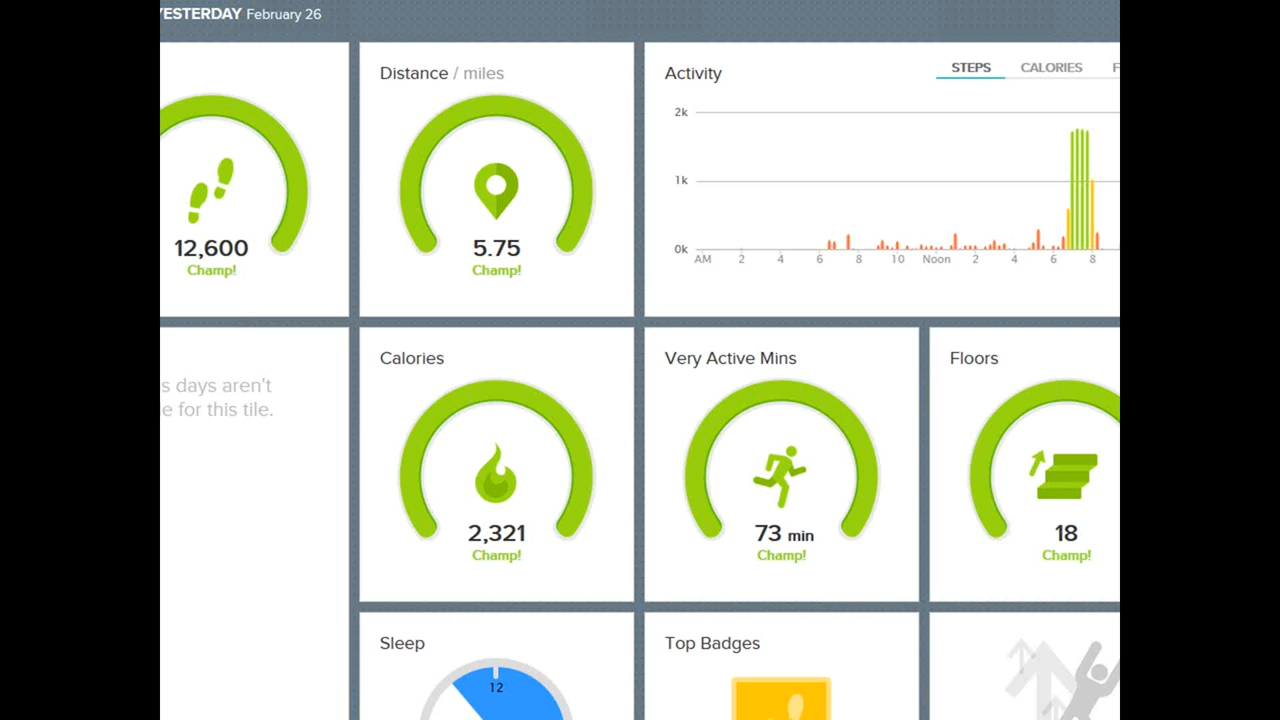 YESTERDAY February 26
Distance / miles
Activity
STEPS CALORIES F
2k
1k
0k
AM 2 4 6 8 10 Noon 2 4 6 8
12,600
Champ!
5.75
Champ!
s days aren't
e for this tile.
Calories
Very Active Mins
Floors
2,321
Champ!
73 min
Champ!
18
Champ!
Sleep
Top Badges
12